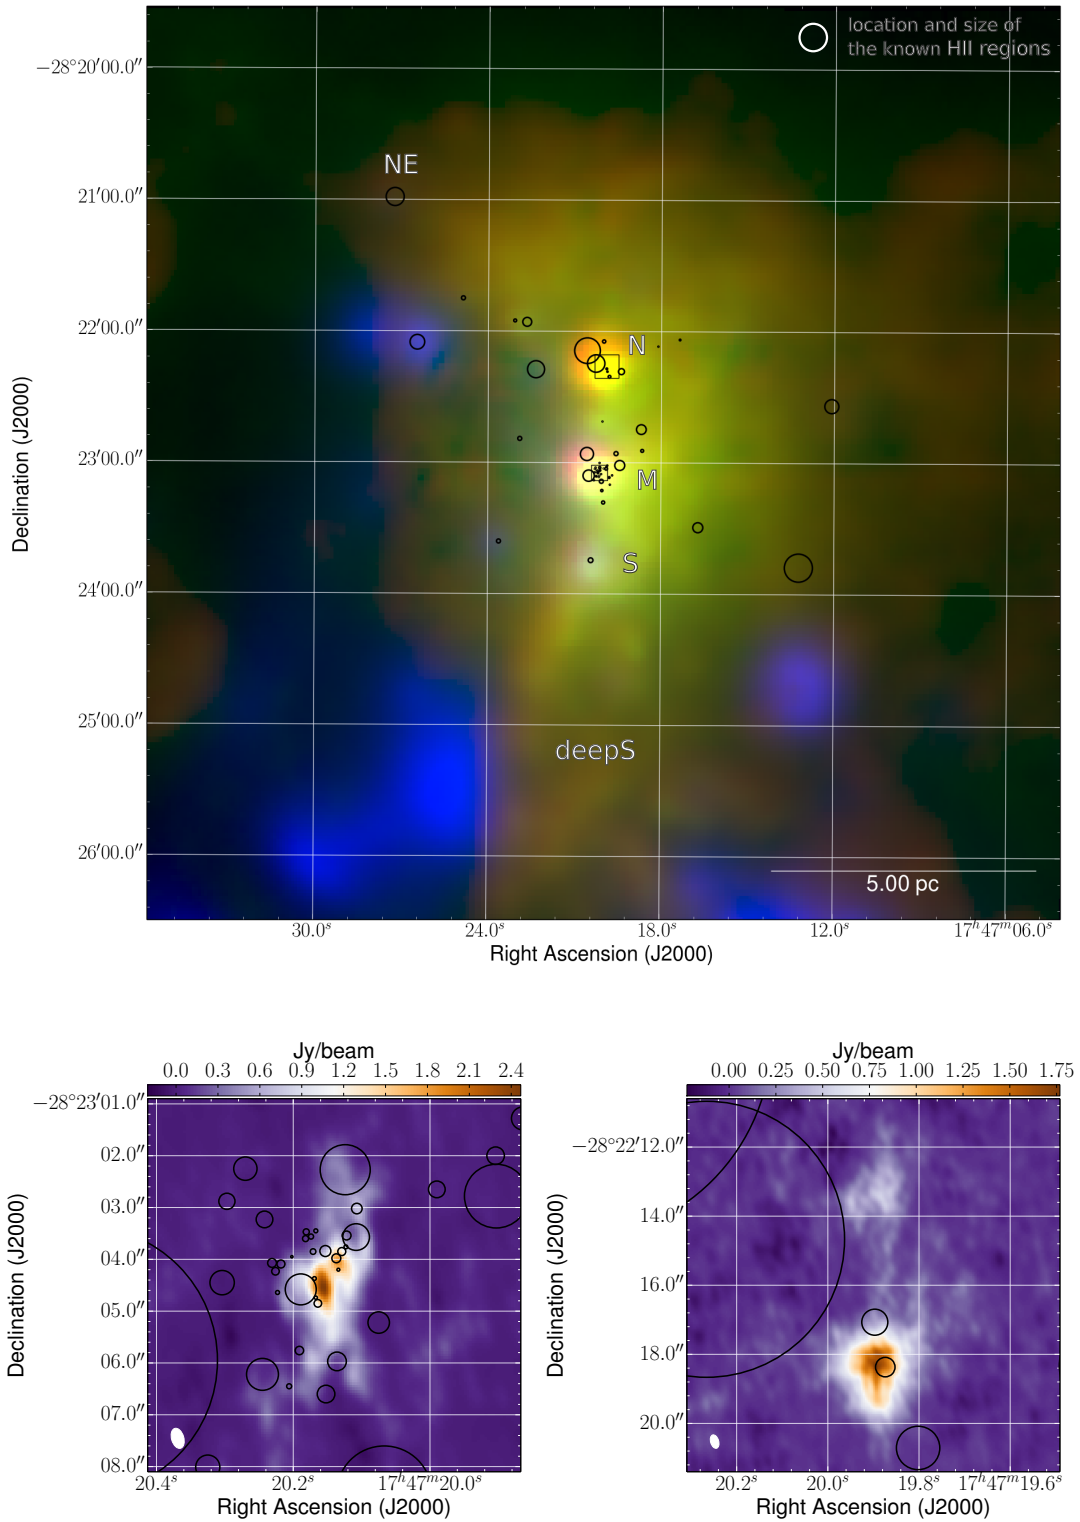 location and size of
the known HII regions
−28°20′00.0″
21′00.0″
22′00.0″
23′00.0″
24′00.0″
25′00.0″
26′00.0″
Declination (J2000)
NE
N
M
S
deepS
5.00 pc
30.0ˢ 24.0ˢ 18.0ˢ 12.0ˢ 17ʰ47ᵐ06.0ˢ
Right Ascension (J2000)
Jy/beam
0.0 0.3 0.6 0.9 1.2 1.5 1.8 2.1 2.4
−28°23′01.0″
02.0″
03.0″
04.0″
05.0″
06.0″
07.0″
08.0″
Declination (J2000)
20.4ˢ 20.2ˢ 17ʰ47ᵐ20.0ˢ
Right Ascension (J2000)
Jy/beam
0.00 0.25 0.50 0.75 1.00 1.25 1.50 1.75
−28°22′12.0″
14.0″
16.0″
18.0″
20.0″
Declination (J2000)
20.2ˢ 20.0ˢ 19.8ˢ 17ʰ47ᵐ19.6ˢ
Right Ascension (J2000)